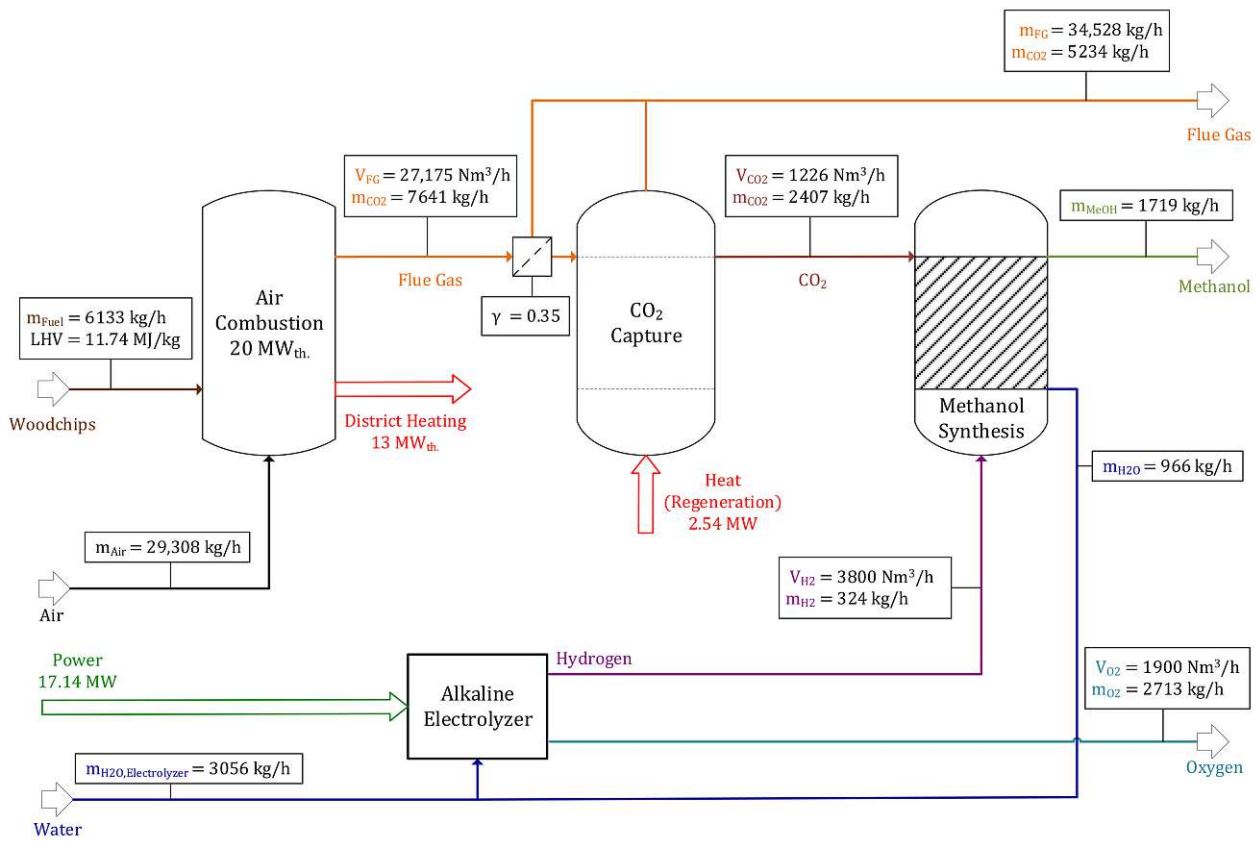 m_FG = 34,528 kg/h
m_CO2 = 5234 kg/h
Flue Gas
V_FG = 27,175 Nm³/h
m_CO2 = 7641 kg/h
V_CO2 = 1226 Nm³/h
m_CO2 = 2407 kg/h
m_MeOH = 1719 kg/h
Flue Gas
CO₂
Methanol
γ = 0.35
m_Fuel = 6133 kg/h
LHV = 11.74 MJ/kg
Woodchips
Air
Combustion
20 MW_th.
CO₂
Capture
District Heating
13 MW_th.
Methanol
Synthesis
Heat
(Regeneration)
2.54 MW
m_H2O = 966 kg/h
m_Air = 29,308 kg/h
Air
V_H2 = 3800 Nm³/h
m_H2 = 324 kg/h
Power
17.14 MW
Hydrogen
Alkaline
Electrolyzer
V_O2 = 1900 Nm³/h
m_O2 = 2713 kg/h
Oxygen
m_H2O,Electrolyzer = 3056 kg/h
Water